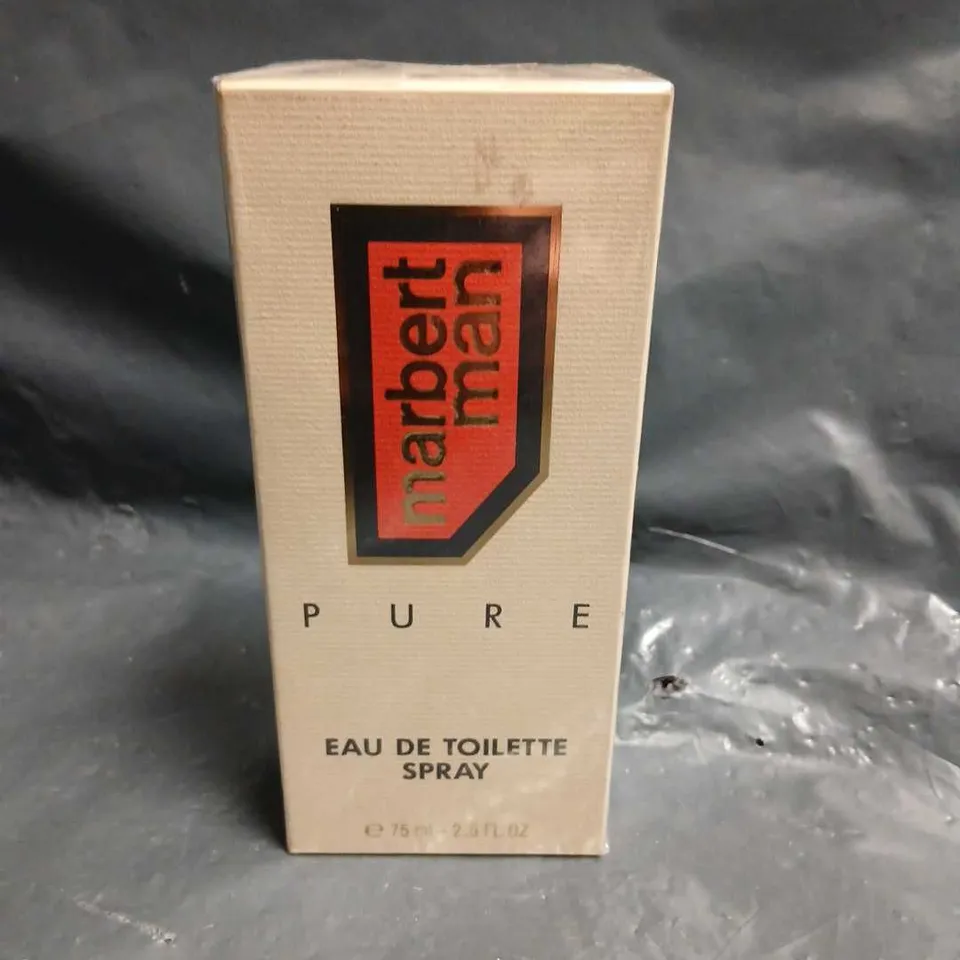 marbert
man
PURE
EAU DE TOILETTE
SPRAY
℮ 75 ml - 2.5 FL.OZ